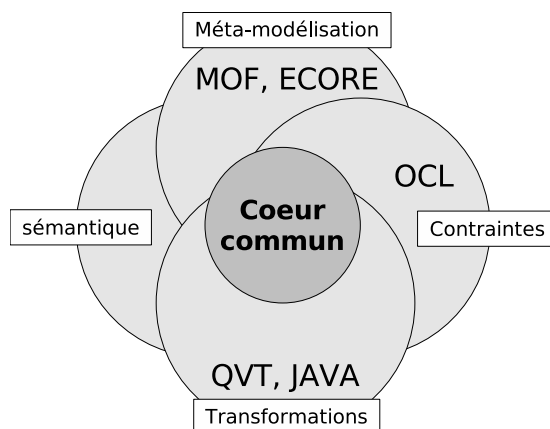 Méta-modélisation
MOF, ECORE
OCL
Coeur
commun
sémantique
Contraintes
QVT, JAVA
Transformations